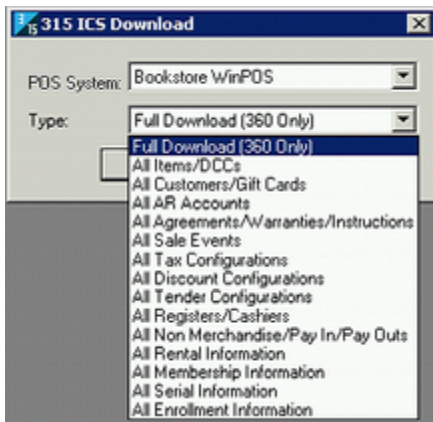 3/15 315 ICS Download
POS System: Bookstore WinPOS
Type: Full Download (360 Only)
Full Download (360 Only)
All Items/DCCs
All Customers/Gift Cards
All AR Accounts
All Agreements/Warranties/Instructions
All Sale Events
All Tax Configurations
All Discount Configurations
All Tender Configurations
All Registers/Cashiers
All Non Merchandise/Pay In/Pay Outs
All Rental Information
All Membership Information
All Serial Information
All Enrollment Information